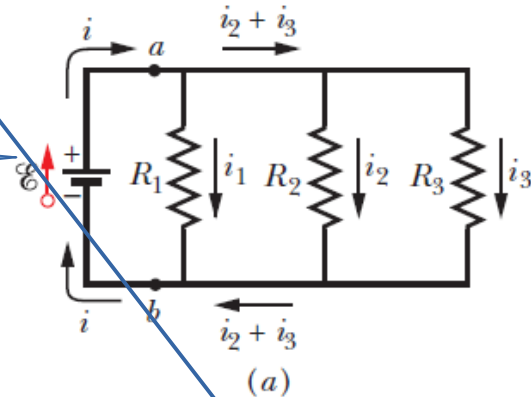 i a i₂ + i₃
+
ℰ R₁ i₁ R₂ i₂ R₃ i₃
−
i b i₂ + i₃
(a)